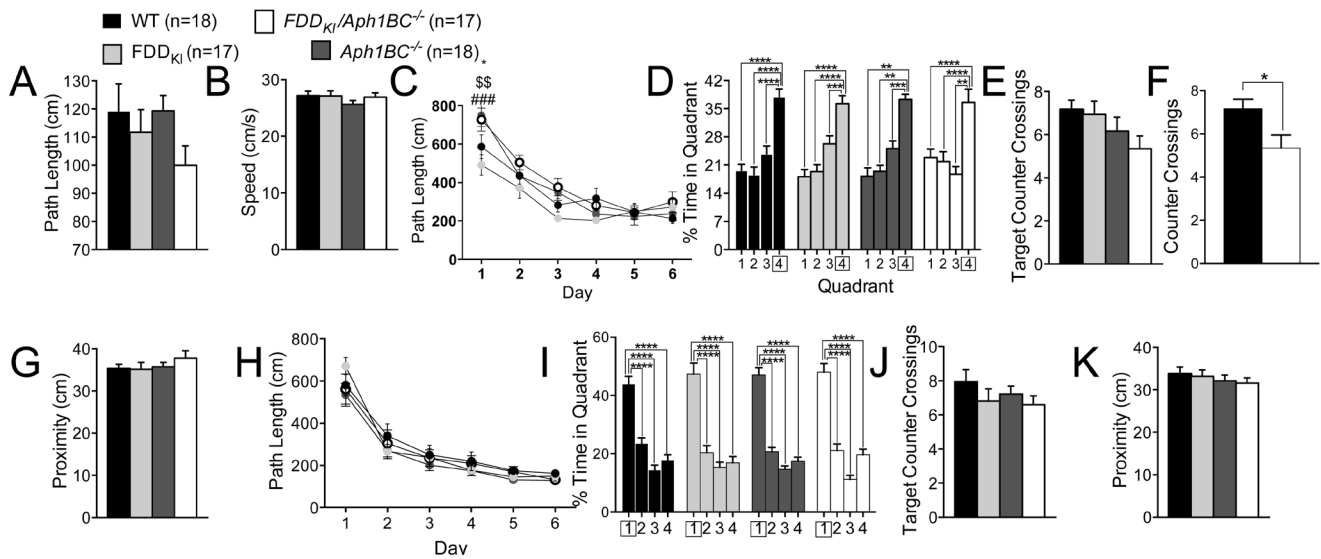 WT (n=18)
FDD_KI/Aph1BC-/- (n=17)
FDD_KI (n=17)
Aph1BC-/- (n=18)
A
130
120
110
100
90
80
70
Path Length (cm)
B
30
20
10
0
Speed (cm/s)
C
*
$$
###
800
600
400
200
0
Path Length (cm)
1 2 3 4 5 6
Day
D
42
35
28
21
14
7
0
% Time in Quadrant
**** **** ****
**** **** ***
** ** ***
**** **** **
1 2 3 4 1 2 3 4 1 2 3 4 1 2 3 4
Quadrant
E
8
6
4
2
0
Target Counter Crossings
F
*
8
6
4
2
0
Counter Crossings
G
40
30
20
10
0
Proximity (cm)
H
800
600
400
200
0
Path Length (cm)
1 2 3 4 5 6
Day
I
60
40
20
0
% Time in Quadrant
**** **** ****
**** **** ****
**** **** ****
**** **** ****
1 2 3 4 1 2 3 4 1 2 3 4 1 2 3 4
J
10
8
6
4
2
0
Target Counter Crossings
K
40
30
20
10
0
Proximity (cm)